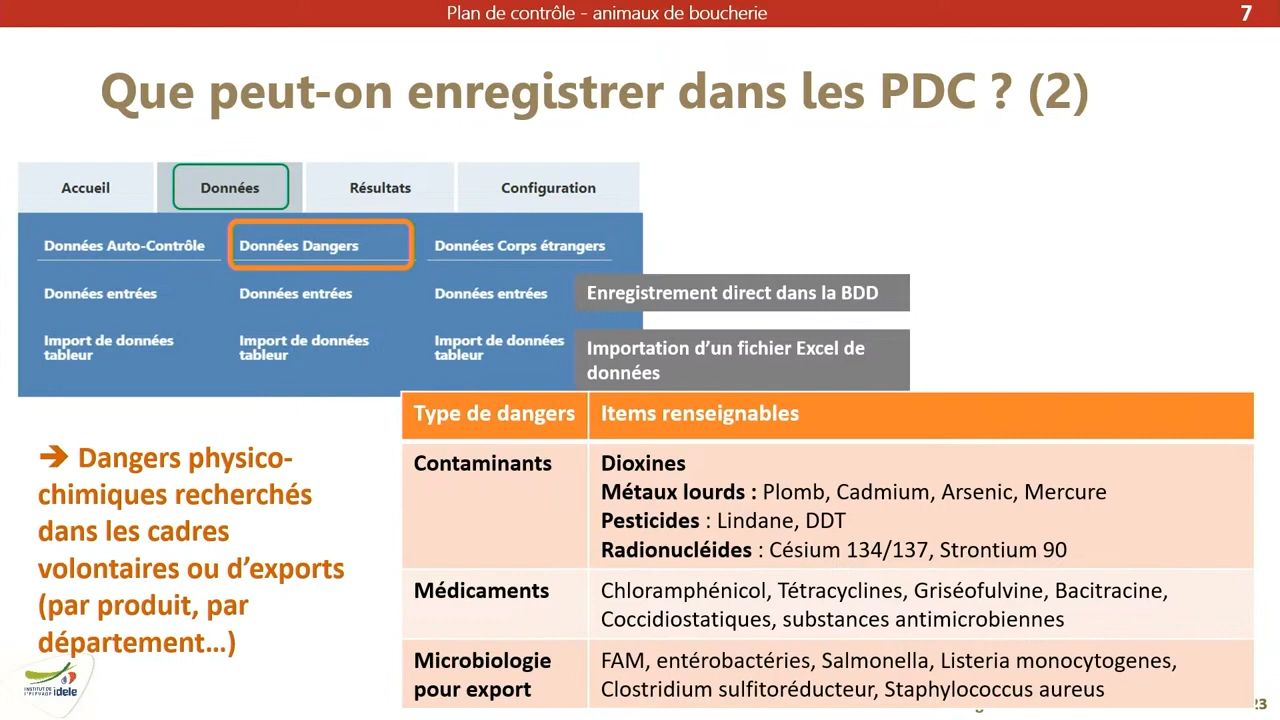 Plan de contrôle - animaux de boucherie
7
Que peut-on enregistrer dans les PDC ? (2)
Accueil
Données
Résultats
Configuration
Données Auto-Contrôle
Données Dangers
Données Corps étrangers
Données entrées
Données entrées
Données entrées
Enregistrement direct dans la BDD
Import de données
tableur
Import de données
tableur
Import de données
tableur
Importation d’un fichier Excel de
données
Type de dangers
Items renseignables
➔ Dangers physico-
chimiques recherchés
dans les cadres
volontaires ou d’exports
(par produit, par
département…)
Contaminants
Dioxines
Métaux lourds : Plomb, Cadmium, Arsenic, Mercure
Pesticides : Lindane, DDT
Radionucléides : Césium 134/137, Strontium 90
Médicaments
Chloramphénicol, Tétracyclines, Griséofulvine, Bacitracine,
Coccidiostatiques, substances antimicrobiennes
Microbiologie
pour export
FAM, entérobactéries, Salmonella, Listeria monocytogenes,
Clostridium sulfitoréducteur, Staphylococcus aureus
INSTITUT DE
L'ELEVAGE idele
23